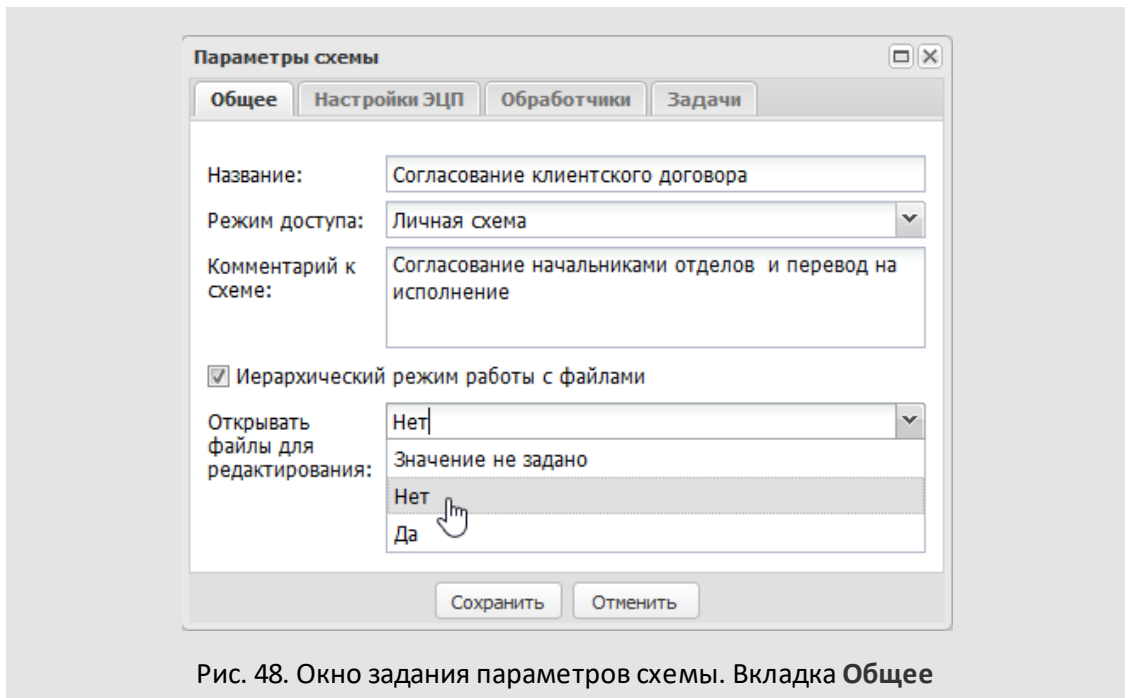 Параметры схемы
Общее Настройки ЭЦП Обработчики Задачи
Название: Согласование клиентского договора
Режим доступа: Личная схема
Комментарий к схеме: Согласование начальниками отделов и перевод на
исполнение
Иерархический режим работы с файлами
Открывать
файлы для
редактирования:
Нет
Значение не задано
Нет
Да
Сохранить Отменить
Рис. 48. Окно задания параметров схемы. Вкладка Общее